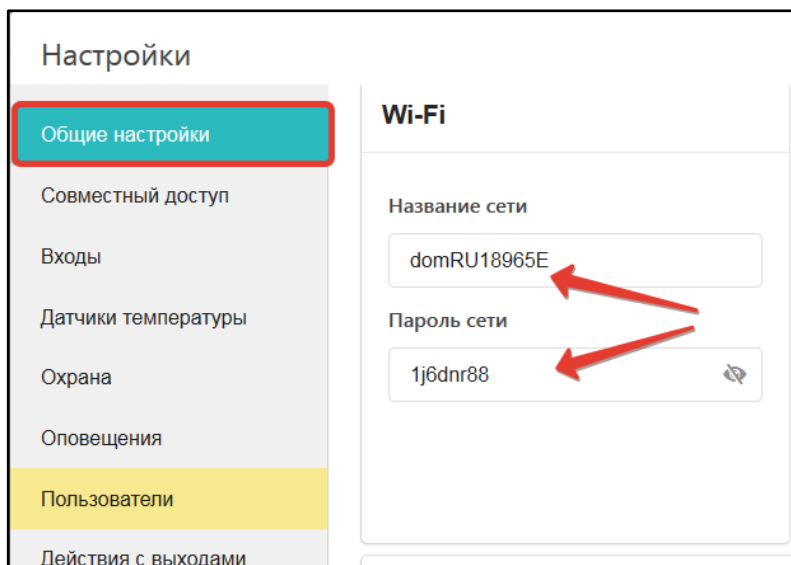 Настройки
Общие настройки
Совместный доступ
Входы
Датчики температуры
Охрана
Оповещения
Пользователи
Действия с выходами
Wi-Fi
Название сети
domRU18965E
Пароль сети
1j6dnr88